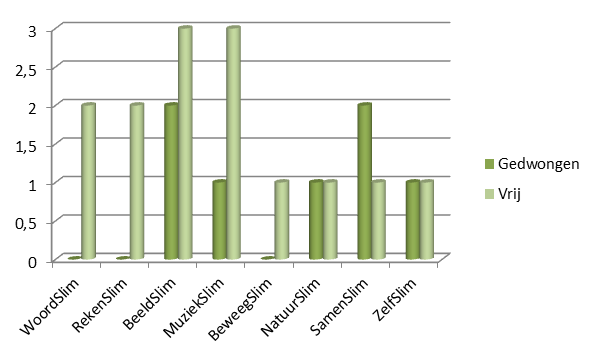 3
2,5
2
1,5
1
0,5
0
WoordSlim
RekenSlim
BeeldSlim
MuziekSlim
BeweegSlim
NatuurSlim
SamenSlim
ZelfSlim
Gedwongen
Vrij